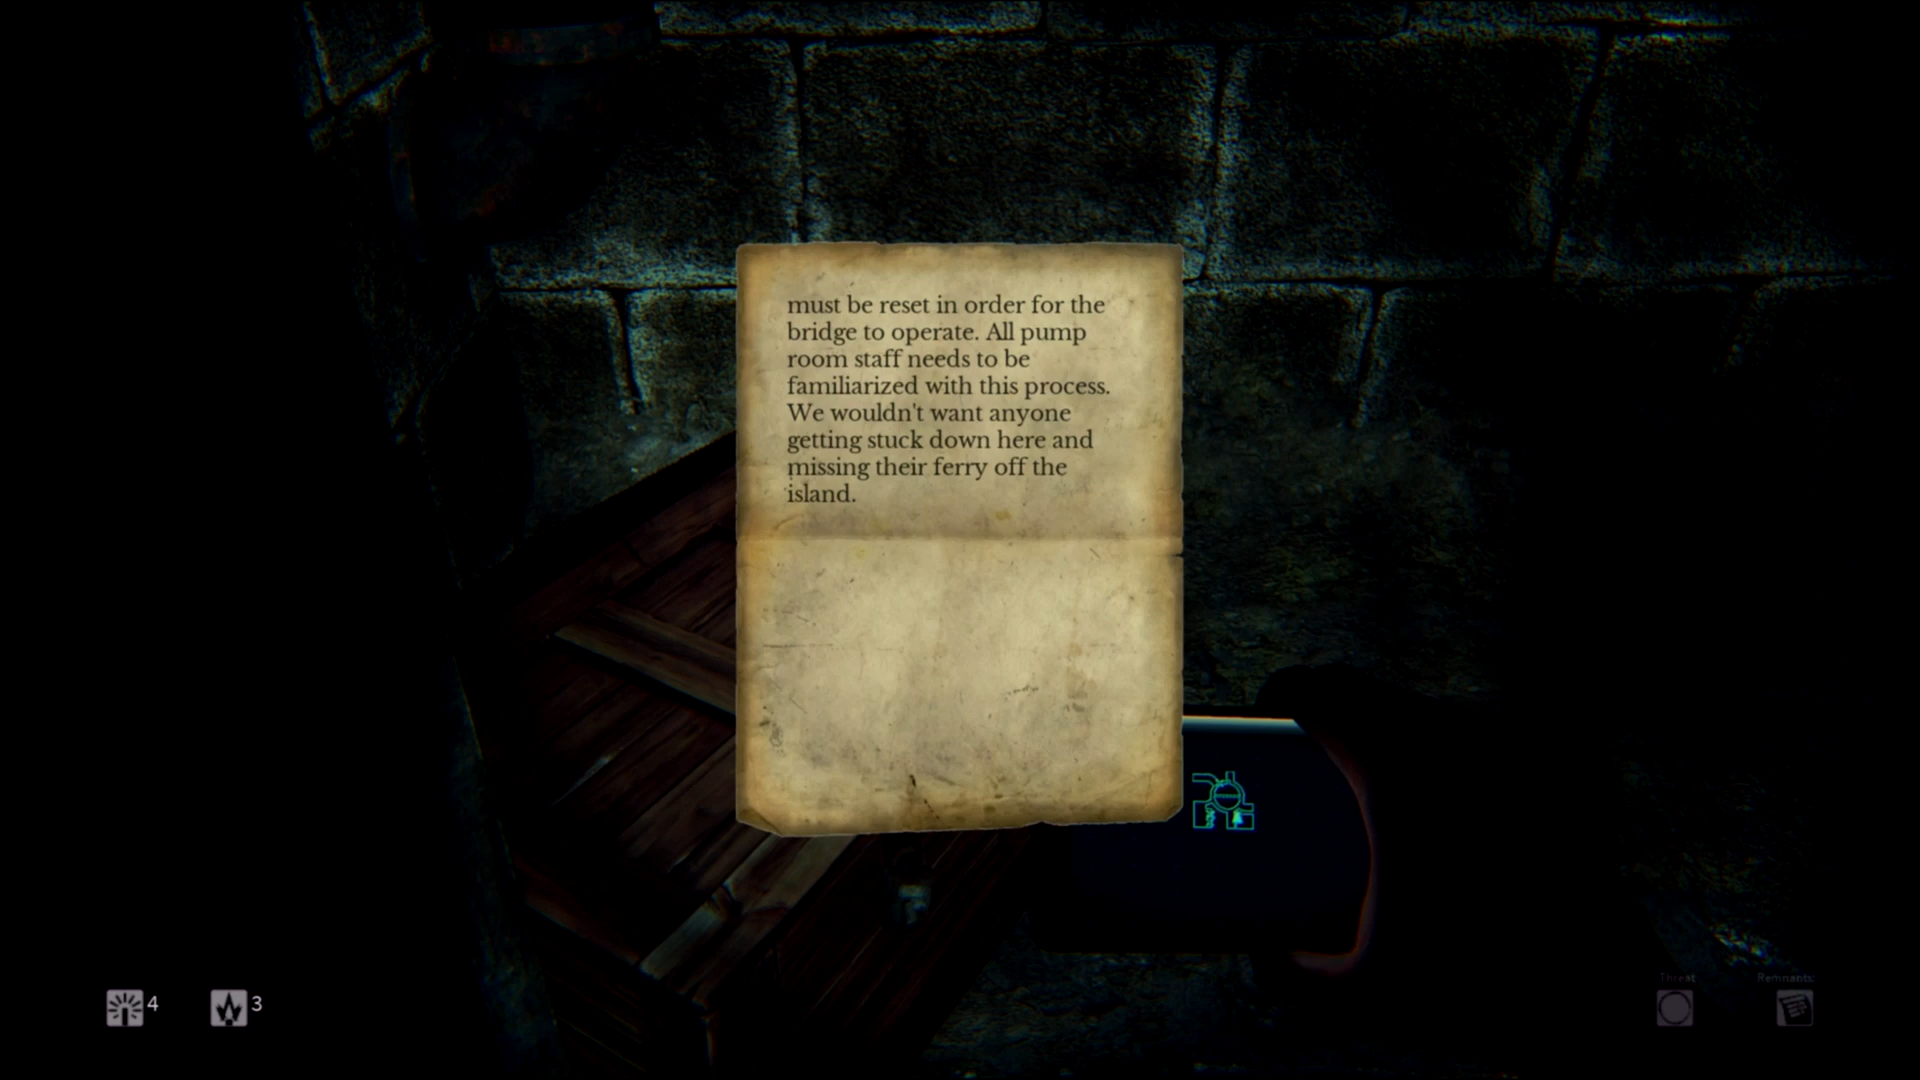 must be reset in order for the
bridge to operate. All pump
room staff needs to be
familiarized with this process.
We wouldn't want anyone
getting stuck down here and
missing their ferry off the
island.
4
3
Threat
Remnants: